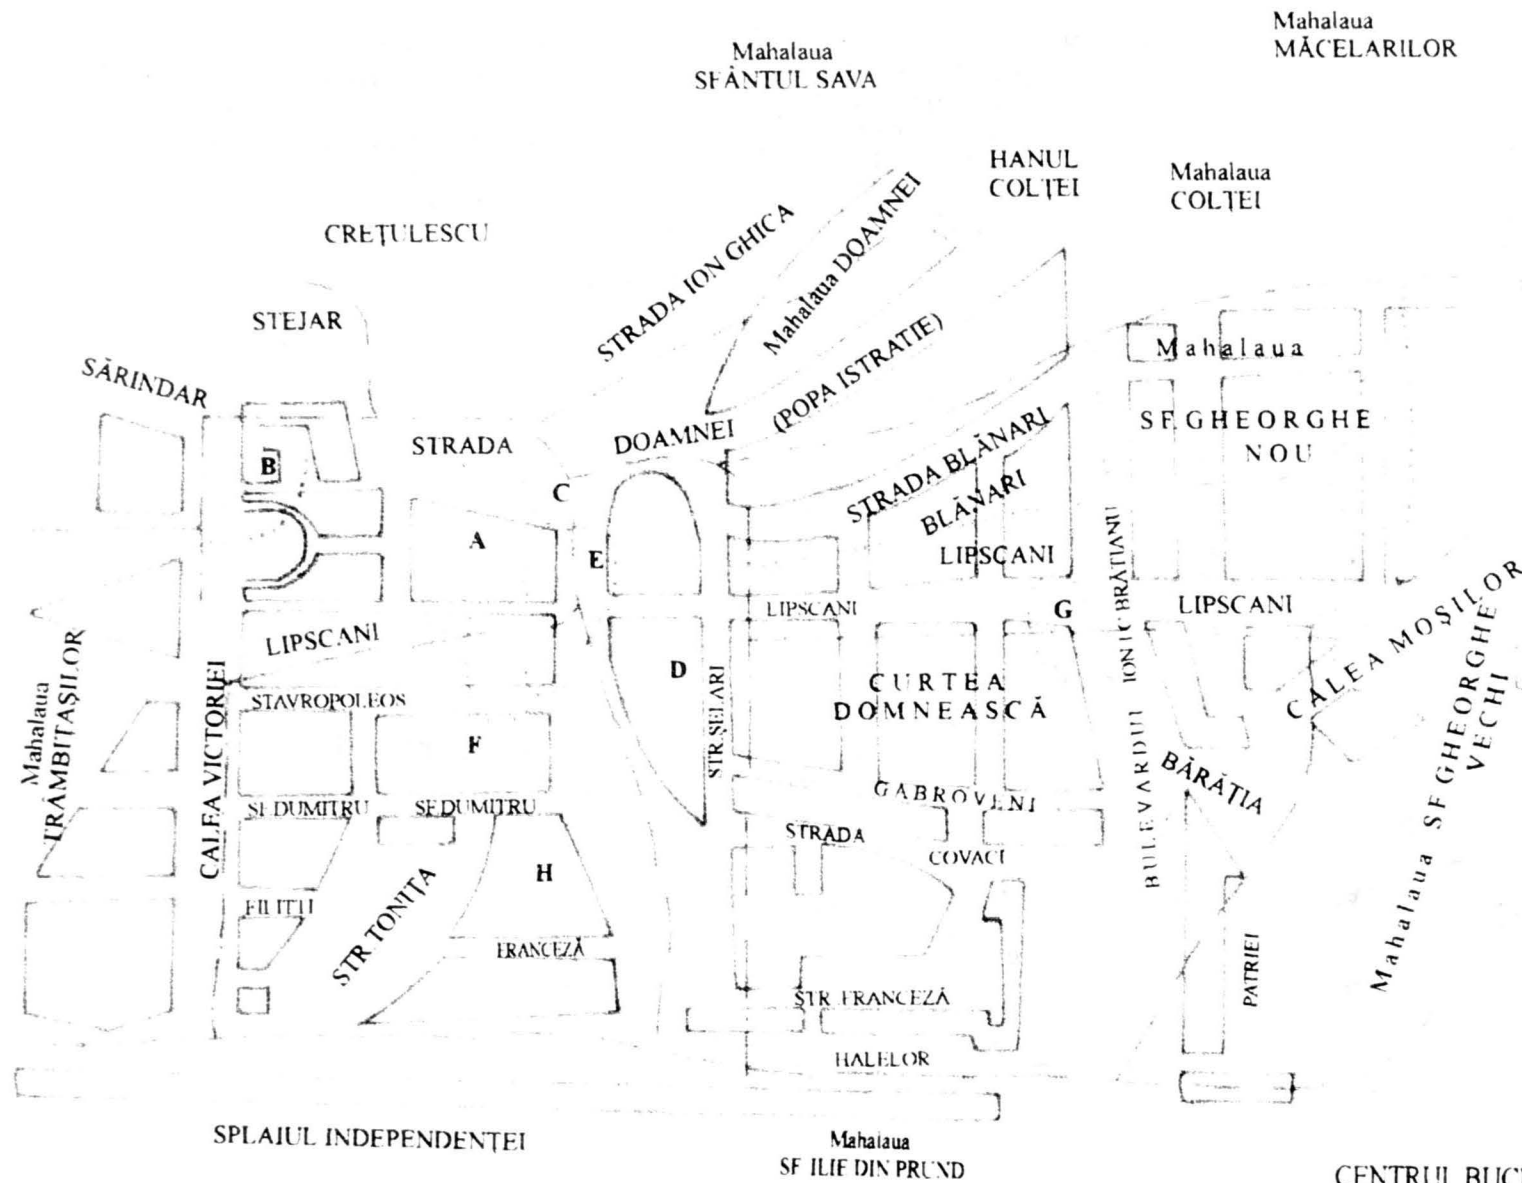 Mahalaua
MĂCELARILOR
Mahalaua
SFÂNTUL SAVA
HANUL
COLȚEI
Mahalaua
COLȚEI
CREȚULESCU
STRADA ION GHICA
Mahalaua DOAMNEI
STEJAR
(POPA ISTRATIE)
Mahalaua
SF GHEORGHE
NOU
SĂRINDAR
STRADA
DOAMNEI
STRADA BLĂNARI
BLĂNARI
B
C
A
E
LIPSCANI
BULEVARDUL ION I C BRĂTIANU
LIPSCANI
G
LIPSCANI
CALEA MOȘILOR
LIPSCANI
Mahalaua
TRÂMBIȚAȘILOR
CALEA VICTORIEI
D
STR ȘELARI
CURTEA
DOMNEASCĂ
STAVROPOLEOS
Mahalaua SF GHEORGHE
VECHI
F
BĂRĂȚIA
GABROVENI
SF.DUMITRU
SF.DUMITRU
STRADA
COVACI
H
FILITTI
STR TONIȚA
FRANCEZĂ
PATRIEI
STR. FRANCEZĂ
HALELOR
SPLAIUL INDEPENDENȚEI
Mahalaua
SF ILIE DIN PRUND
CENTRUL